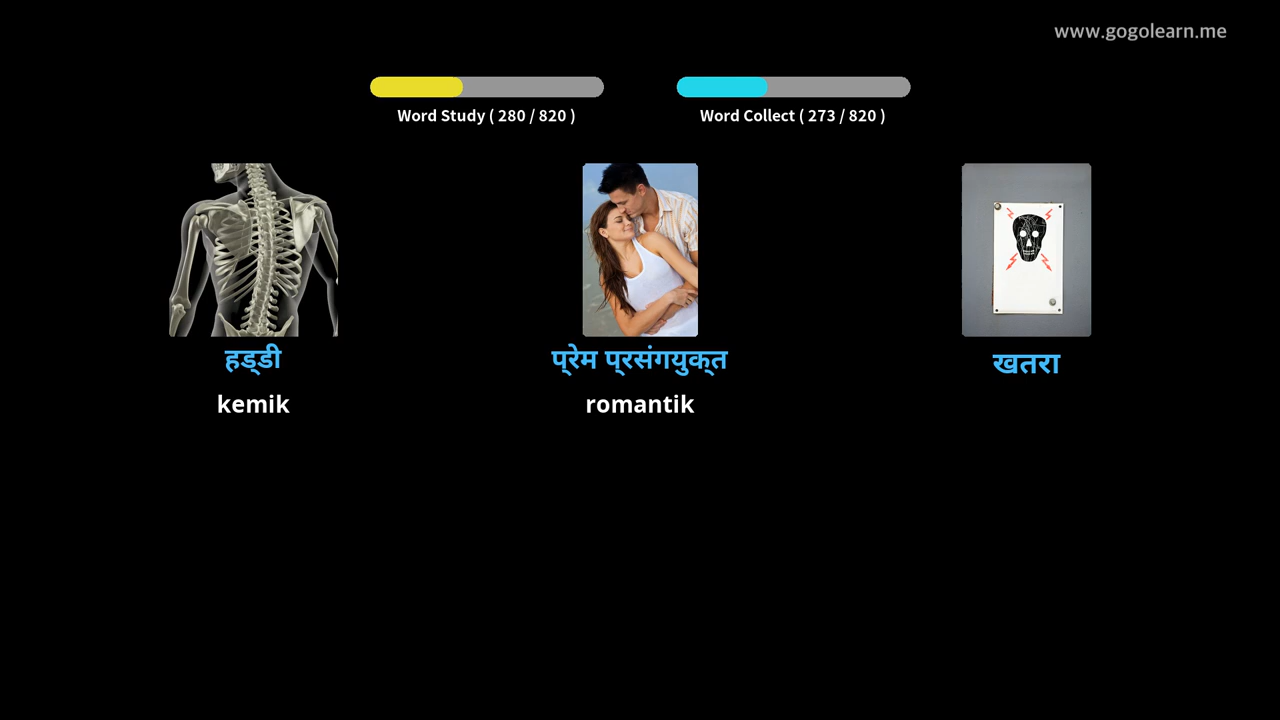 www.gogolearn.me
Word Study ( 280 / 820 )
Word Collect ( 273 / 820 )
हड्डी
प्रेम प्रसंगयुक्त
खतरा
kemik
romantik